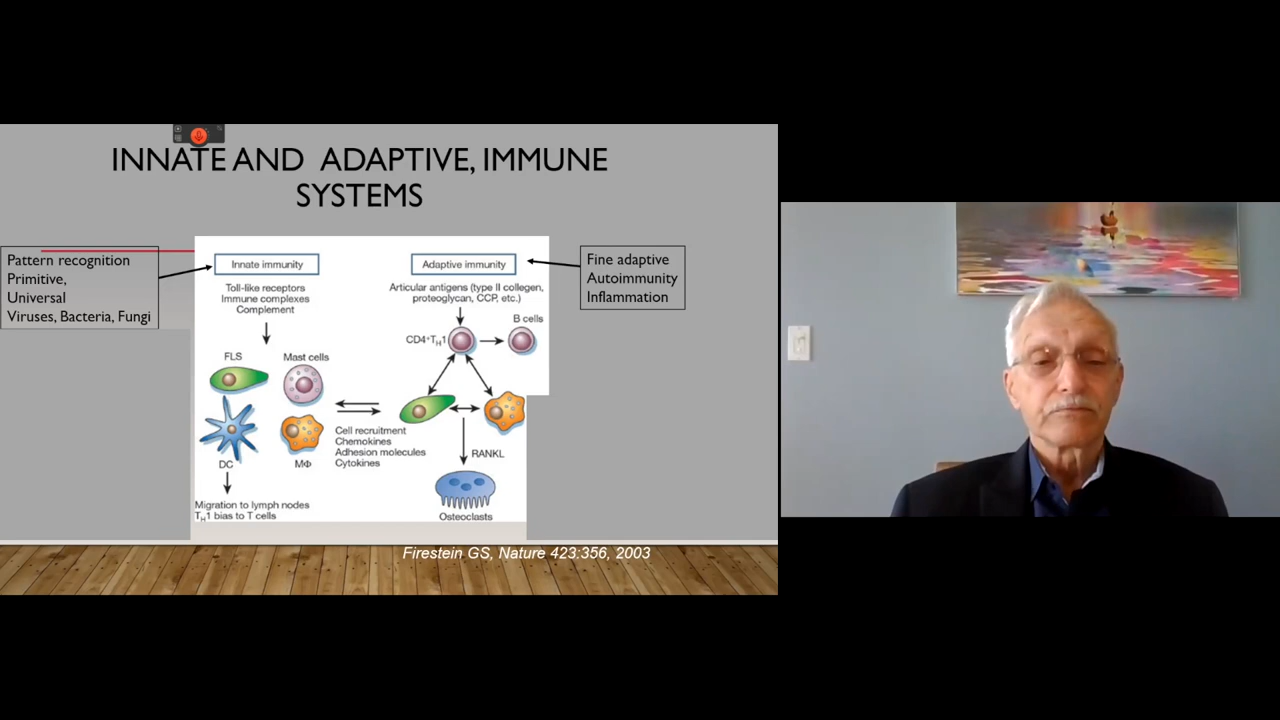 INNATE AND ADAPTIVE, IMMUNE
SYSTEMS
Pattern recognition
Primitive,
Universal
Viruses, Bacteria, Fungi
Innate immunity
Toll-like receptors
Immune complexes
Complement
FLS
Mast cells
DC
MΦ
Migration to lymph nodes
TH1 bias to T cells
Cell recruitment
Chemokines
Adhesion molecules
Cytokines
Adaptive immunity
Articular antigens (type II collegen,
proteoglycan, CCP, etc.)
B cells
CD4+TH1
RANKL
Osteoclasts
Fine adaptive
Autoimmunity
Inflammation
Firestein GS, Nature 423:356, 2003